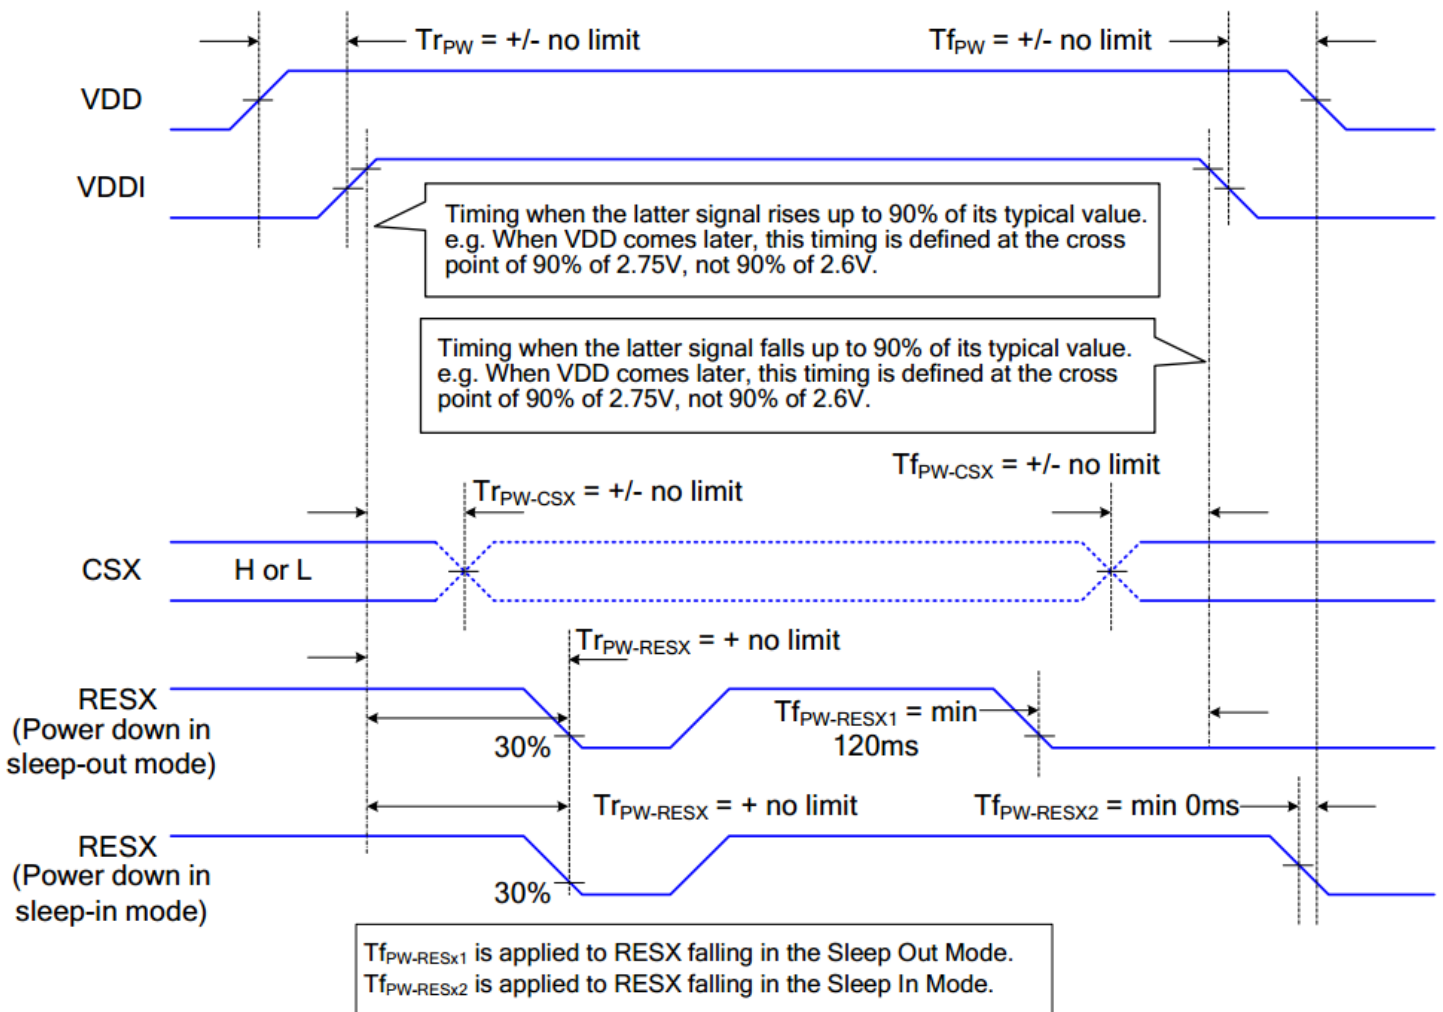 Tr_PW = +/- no limit
Tf_PW = +/- no limit
VDD
VDDI
Timing when the latter signal rises up to 90% of its typical value.
e.g. When VDD comes later, this timing is defined at the cross
point of 90% of 2.75V, not 90% of 2.6V.
Timing when the latter signal falls up to 90% of its typical value.
e.g. When VDD comes later, this timing is defined at the cross
point of 90% of 2.75V, not 90% of 2.6V.
Tf_PW-CSX = +/- no limit
Tr_PW-CSX = +/- no limit
CSX
H or L
Tr_PW-RESX = + no limit
RESX
(Power down in
sleep-out mode)
30%
Tf_PW-RESX1 = min
120ms
Tr_PW-RESX = + no limit
Tf_PW-RESX2 = min 0ms
RESX
(Power down in
sleep-in mode)
30%
Tf_PW-RESx1 is applied to RESX falling in the Sleep Out Mode.
Tf_PW-RESx2 is applied to RESX falling in the Sleep In Mode.